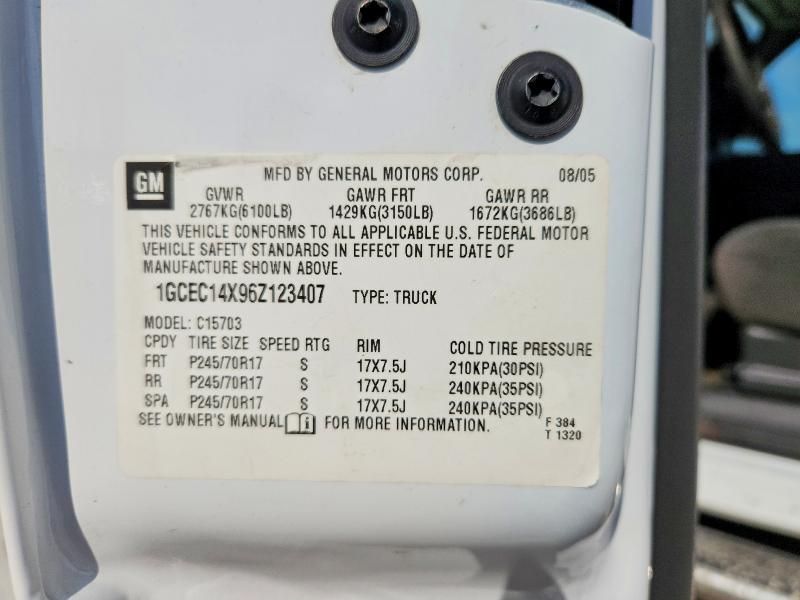 GM MFD BY GENERAL MOTORS CORP. 08/05
GVWR GAWR FRT GAWR RR
2767KG(6100LB) 1429KG(3150LB) 1672KG(3686LB)
THIS VEHICLE CONFORMS TO ALL APPLICABLE U.S. FEDERAL MOTOR
VEHICLE SAFETY STANDARDS IN EFFECT ON THE DATE OF
MANUFACTURE SHOWN ABOVE.
1GCEC14X96Z123407 TYPE: TRUCK
MODEL: C15703
CPDY TIRE SIZE SPEED RTG RIM COLD TIRE PRESSURE
FRT P245/70R17 S 17X7.5J 210KPA(30PSI)
RR P245/70R17 S 17X7.5J 240KPA(35PSI)
SPA P245/70R17 S 17X7.5J 240KPA(35PSI)
SEE OWNER'S MANUAL FOR MORE INFORMATION. F 384
T 1320